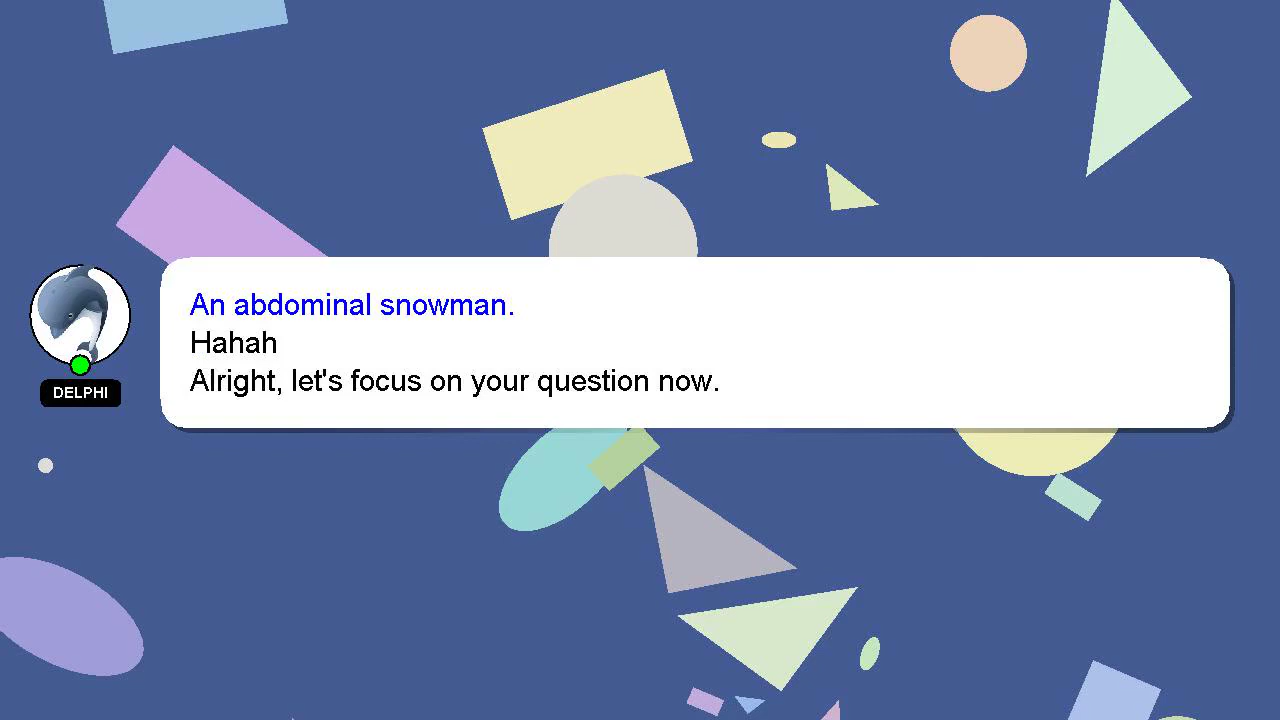 An abdominal snowman.
Hahah
Alright, let's focus on your question now.
DELPHI